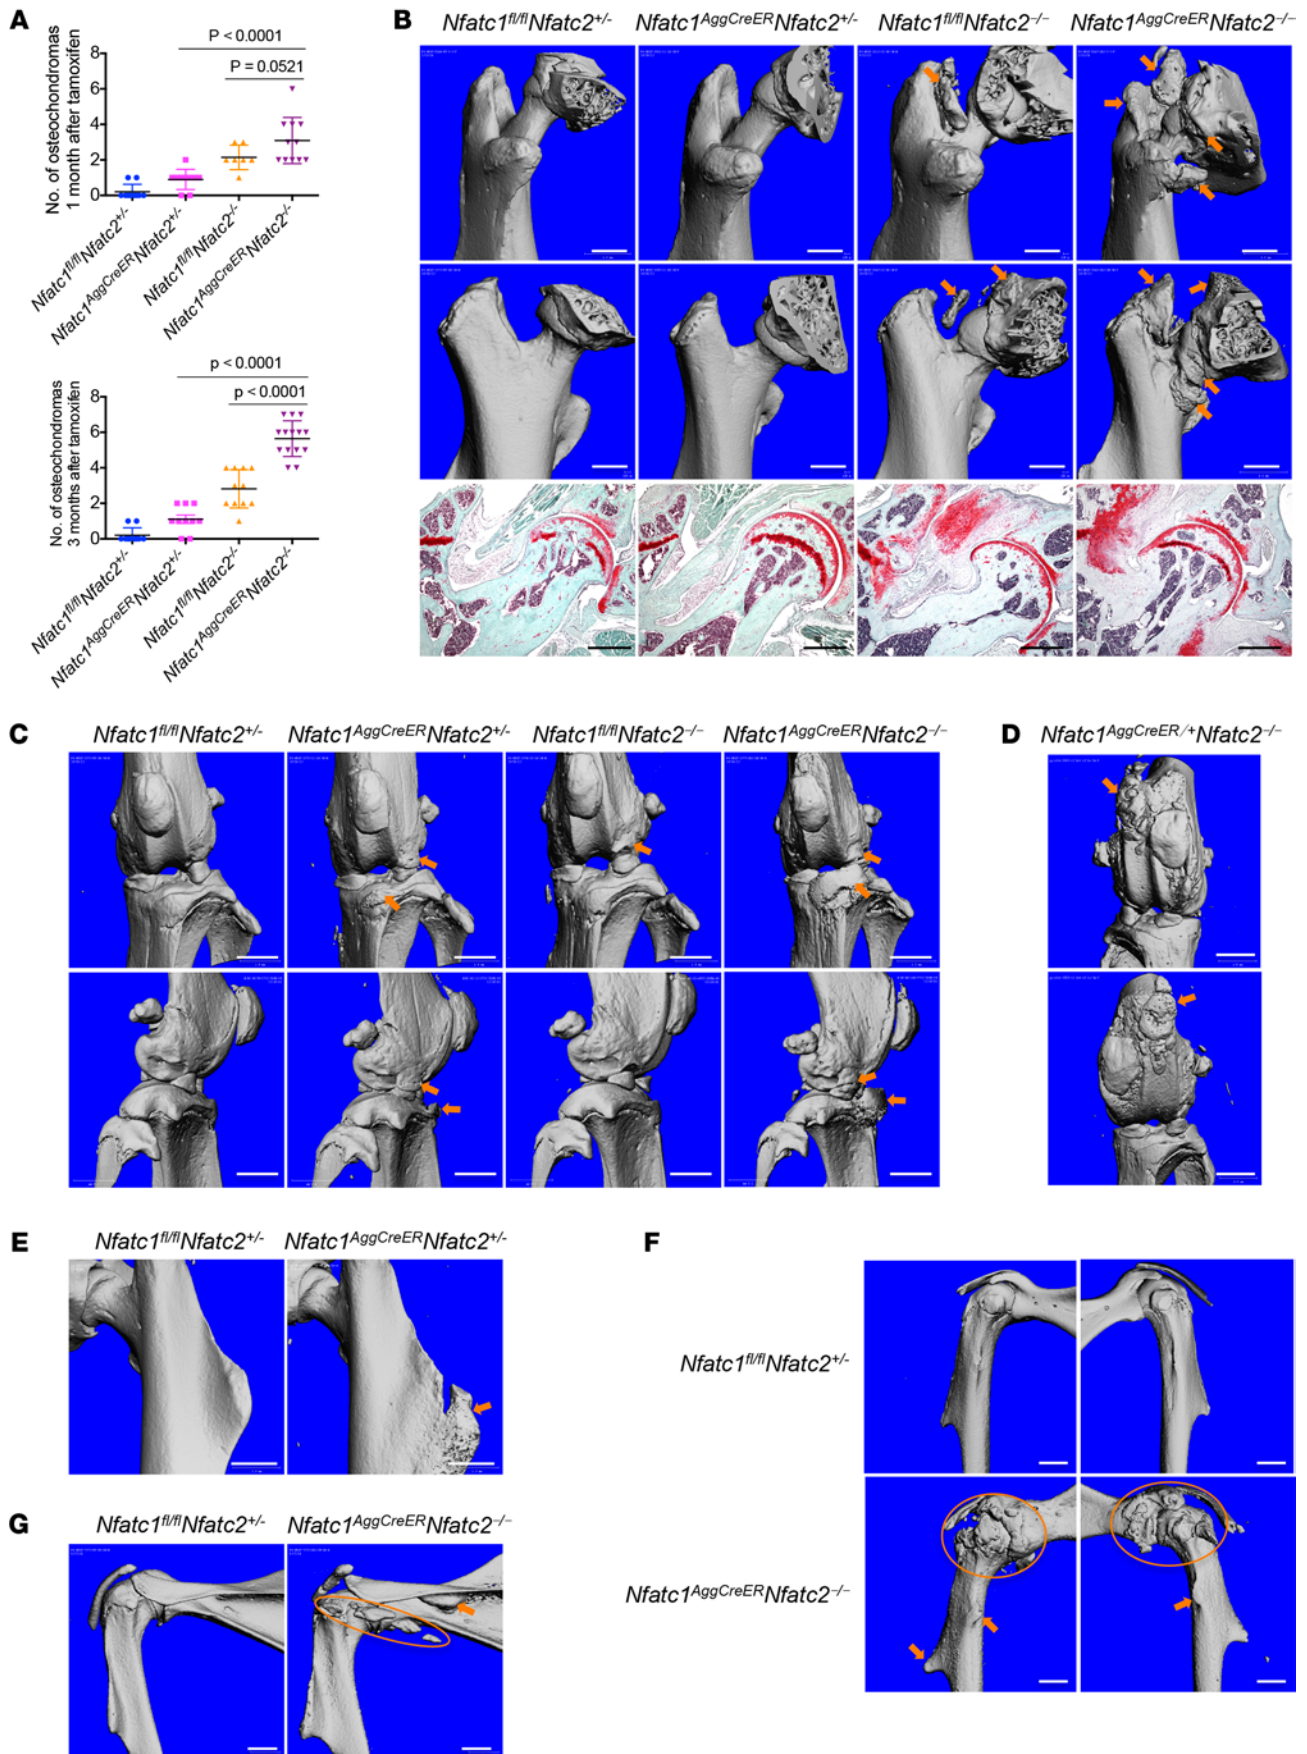 A
No. of osteochondromas
1 month after tamoxifen
8
6
4
2
0
P < 0.0001
P = 0.0521
Nfatc1fl/flNfatc2+/-
Nfatc1AggCreERNfatc2+/-
Nfatc1fl/flNfatc2-/-
Nfatc1AggCreERNfatc2-/-
No. of osteochondromas
3 months after tamoxifen
8
6
4
2
0
p < 0.0001
p < 0.0001
Nfatc1fl/flNfatc2+/-
Nfatc1AggCreERNfatc2+/-
Nfatc1fl/flNfatc2-/-
Nfatc1AggCreERNfatc2-/-
B
Nfatc1fl/flNfatc2+/-
Nfatc1AggCreERNfatc2+/-
Nfatc1fl/flNfatc2–/–
Nfatc1AggCreERNfatc2–/–
C
Nfatc1fl/flNfatc2+/-
Nfatc1AggCreERNfatc2+/-
Nfatc1fl/flNfatc2–/–
Nfatc1AggCreERNfatc2–/–
D
Nfatc1AggCreER/+Nfatc2–/–
E
Nfatc1fl/flNfatc2+/-
Nfatc1AggCreERNfatc2+/-
F
Nfatc1fl/flNfatc2+/-
Nfatc1AggCreERNfatc2–/–
G
Nfatc1fl/flNfatc2+/-
Nfatc1AggCreERNfatc2–/–